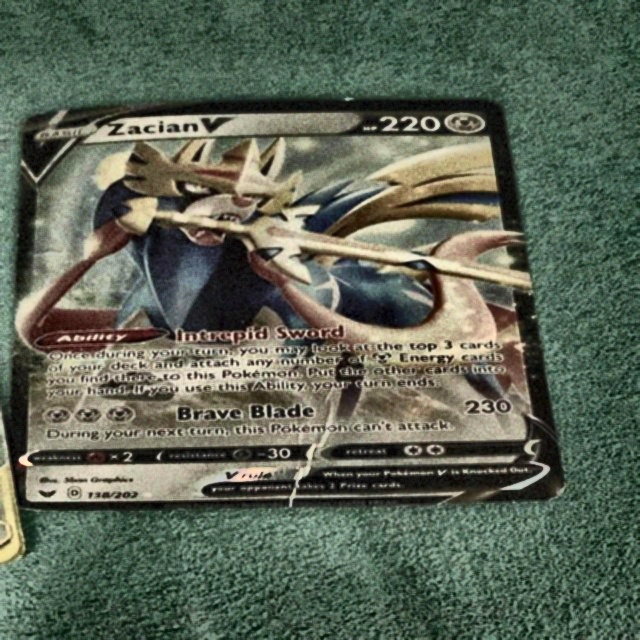 BASIC Zacian V HP 220
Ability Intrepid Sword
Once during your turn, you may look at the top 3 cards
of your deck and attach any number of Energy cards
you find there to this Pokémon. Put the other cards into
your hand. If you use this Ability, your turn ends.
Brave Blade 230
During your next turn, this Pokémon can't attack.
weakness ×2 resistance -30 retreat
Illus. 5ban Graphics V rule When your Pokémon V is Knocked Out,
your opponent takes 2 Prize cards.
D 138/202